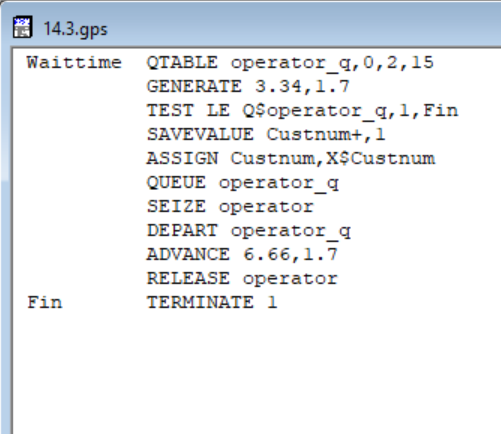 14.3.gps
Waittime QTABLE operator_q,0,2,15
GENERATE 3.34,1.7
TEST LE Q$operator_q,1,Fin
SAVEVALUE Custnum+,1
ASSIGN Custnum,X$Custnum
QUEUE operator_q
SEIZE operator
DEPART operator_q
ADVANCE 6.66,1.7
RELEASE operator
Fin TERMINATE 1